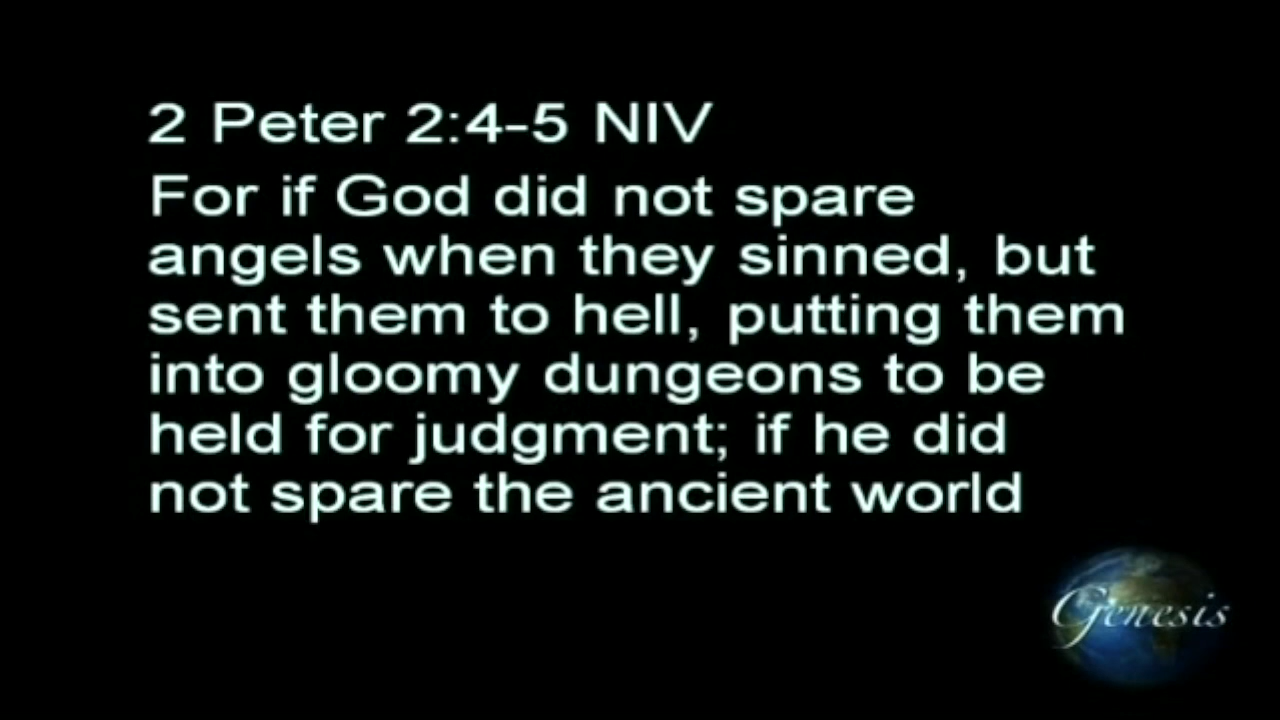 2 Peter 2:4-5 NIV
For if God did not spare
angels when they sinned, but
sent them to hell, putting them
into gloomy dungeons to be
held for judgment; if he did
not spare the ancient world
Genesis